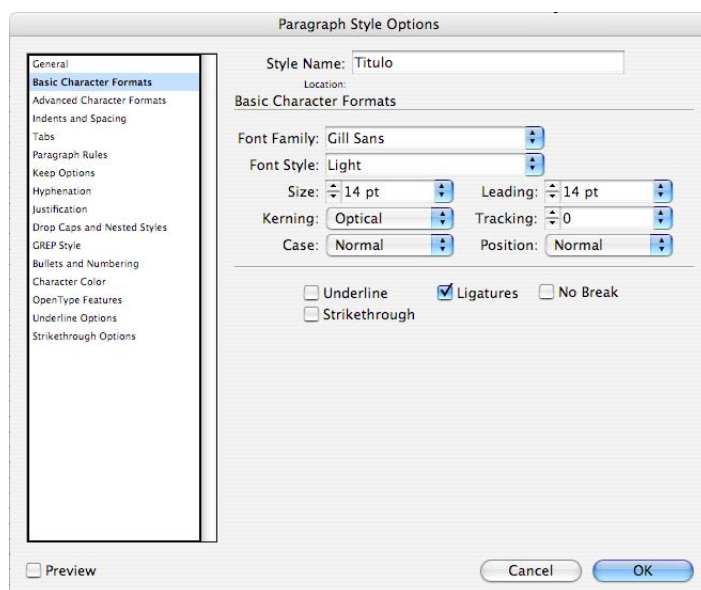 Paragraph Style Options
General
Basic Character Formats
Advanced Character Formats
Indents and Spacing
Tabs
Paragraph Rules
Keep Options
Hyphenation
Justification
Drop Caps and Nested Styles
GREP Style
Bullets and Numbering
Character Color
OpenType Features
Underline Options
Strikethrough Options
Style Name: Titulo
Location:
Basic Character Formats
Font Family: Gill Sans
Font Style: Light
Size: 14 pt Leading: 14 pt
Kerning: Optical Tracking: 0
Case: Normal Position: Normal
Underline Ligatures No Break
Strikethrough
Preview Cancel OK